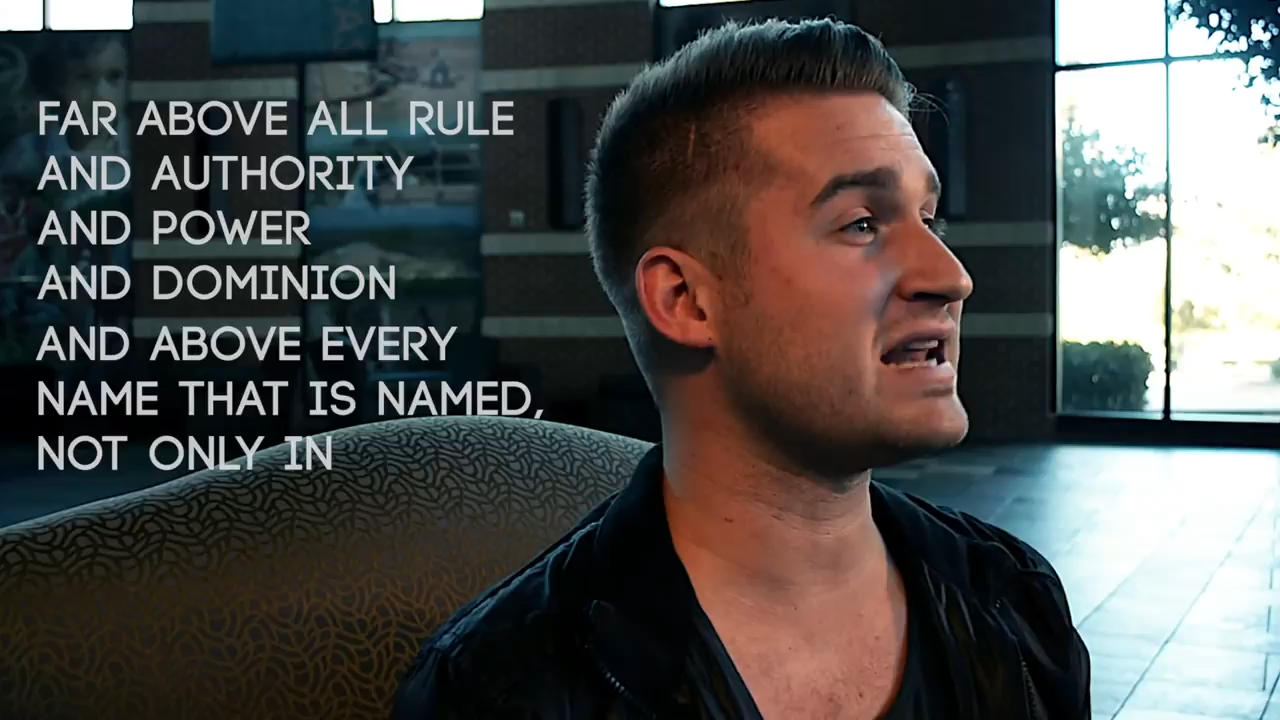 FAR ABOVE ALL RULE
AND AUTHORITY
AND POWER
AND DOMINION
AND ABOVE EVERY
NAME THAT IS NAMED,
NOT ONLY IN